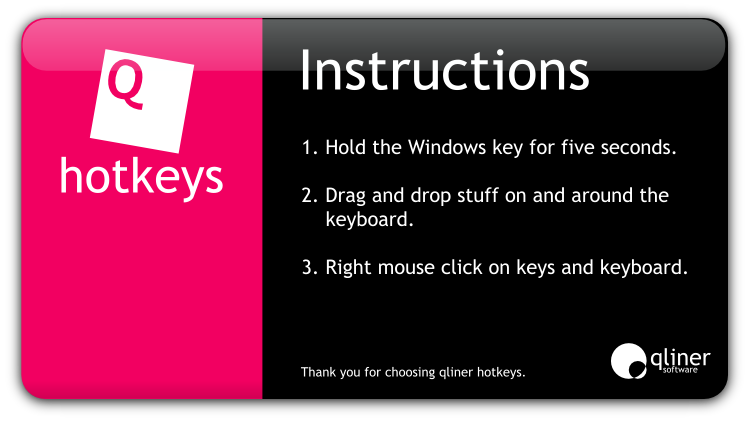 Q
hotkeys
Instructions
1. Hold the Windows key for five seconds.
2. Drag and drop stuff on and around the
keyboard.
3. Right mouse click on keys and keyboard.
Thank you for choosing qliner hotkeys.
qliner
software